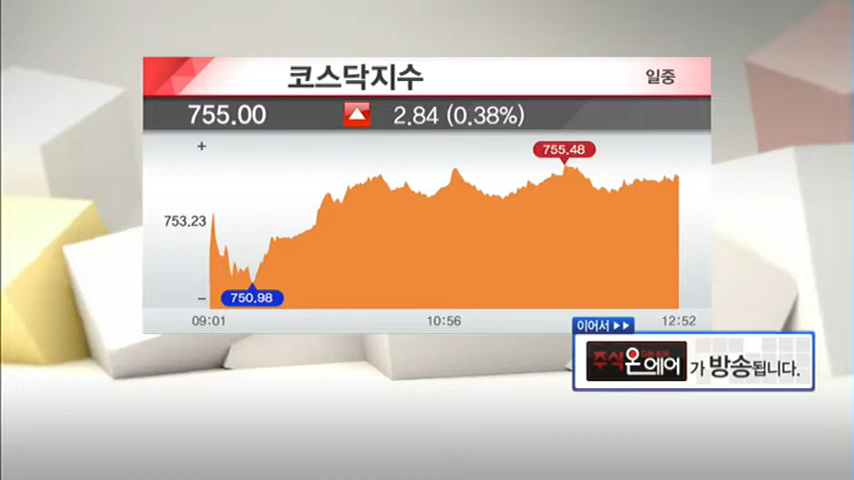 코스닥지수
일중
755.00 2.84 (0.38%)
+
755.48
753.23
−
750.98
09:01 10:56 12:52
이어서 ▶▶
주식 ON AIR 온에어 가 방송됩니다.